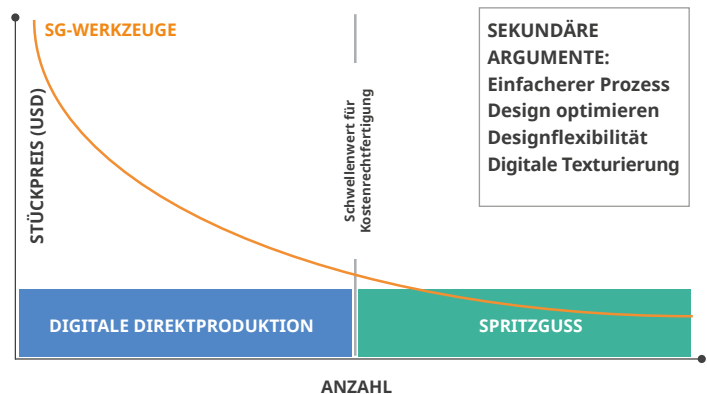 SG-WERKZEUGE
STÜCKPREIS (USD)
Schwellenwert für
Kostenrechtfertigung
SEKUNDÄRE
ARGUMENTE:
Einfacherer Prozess
Design optimieren
Designflexibilität
Digitale Texturierung
DIGITALE DIREKTPRODUKTION
SPRITZGUSS
ANZAHL